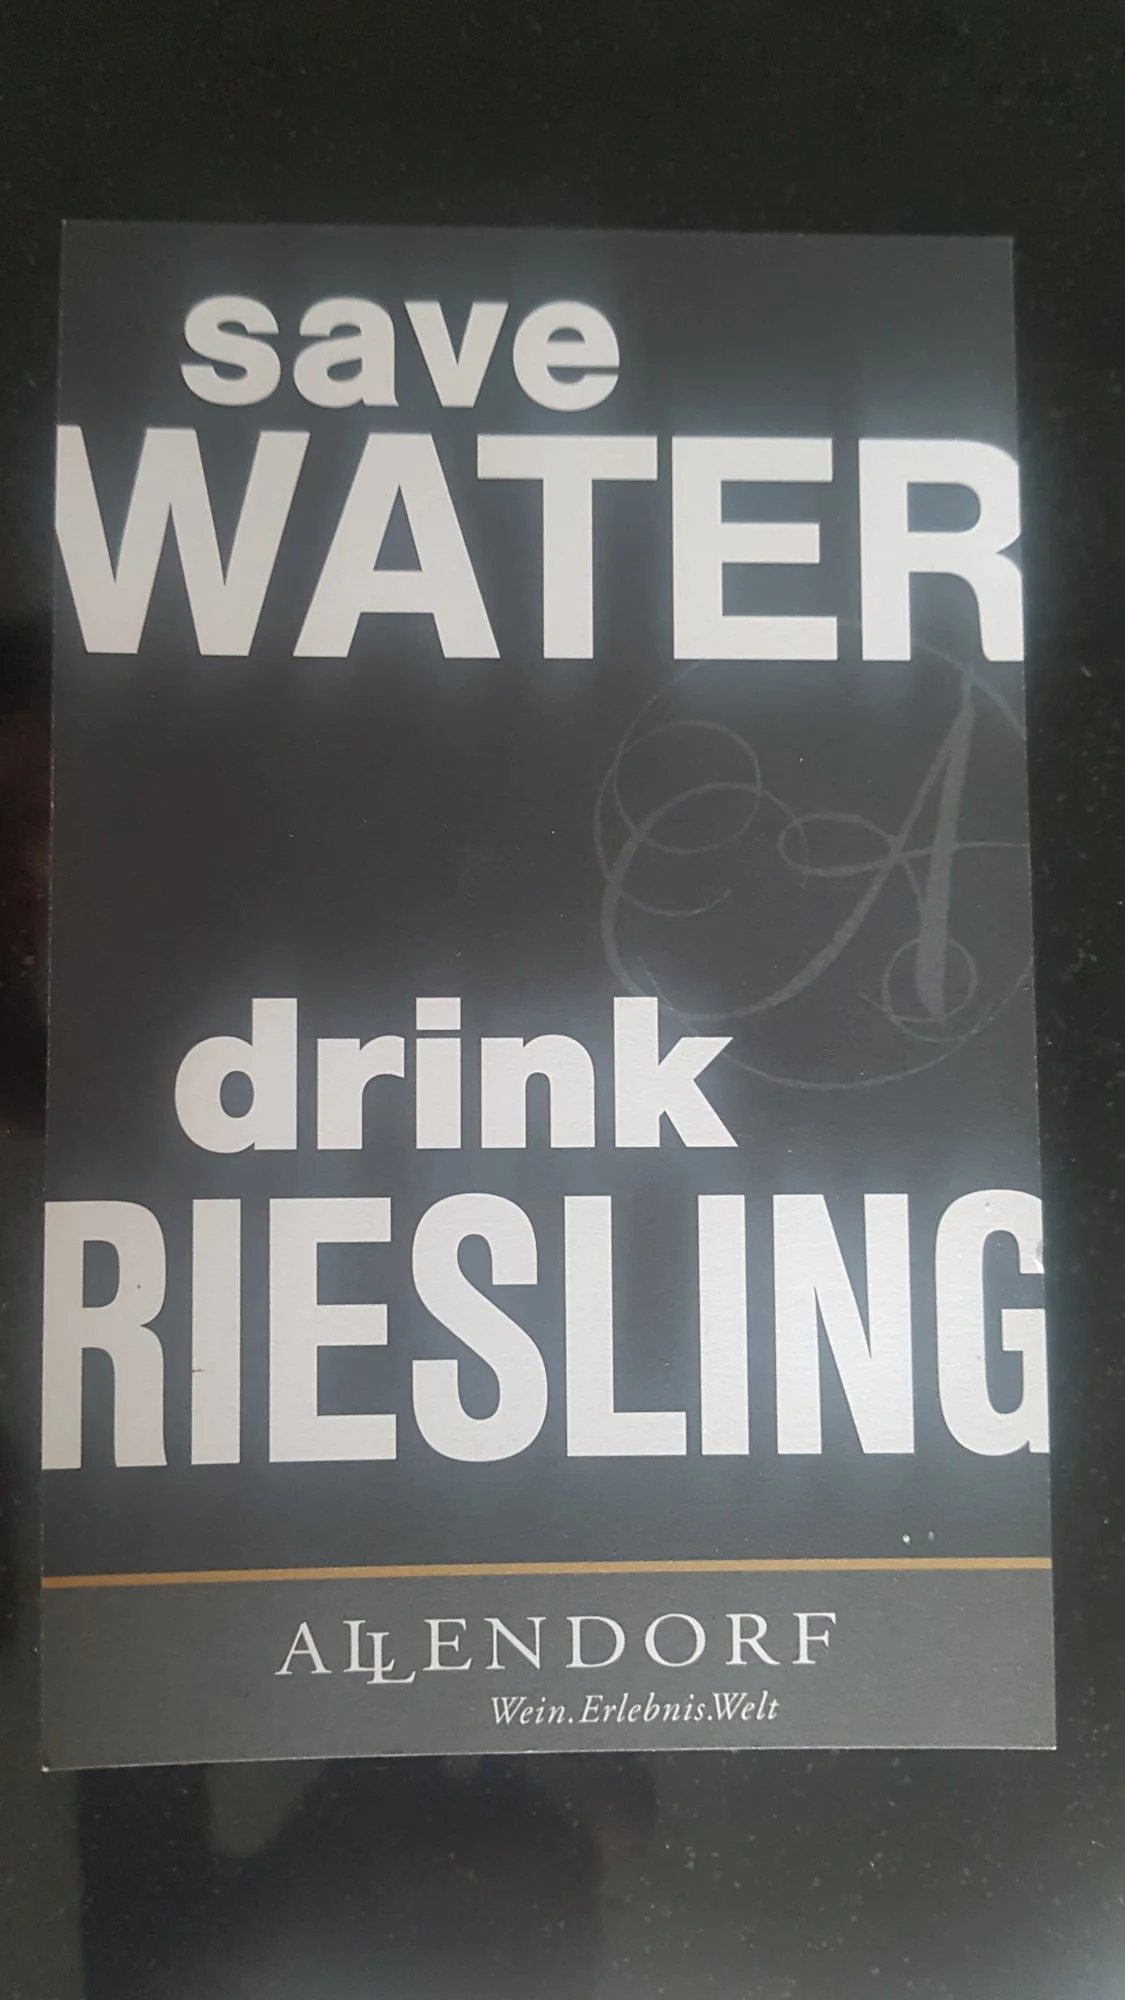 save
WATER
A
drink
RIESLING
ALLENDORF
Wein.Erlebnis.Welt